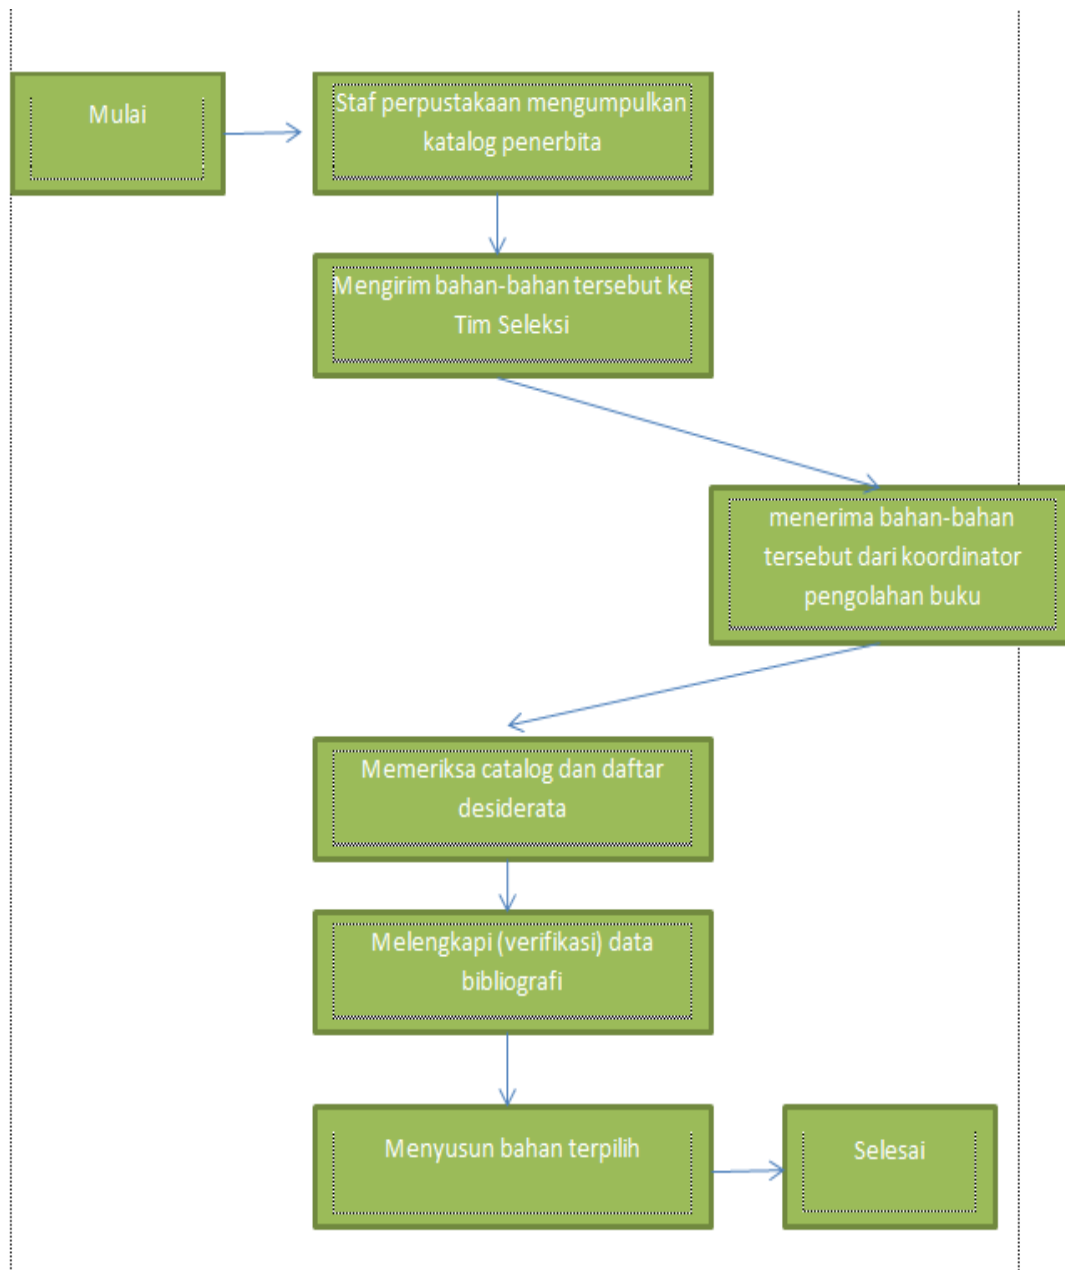 Mulai
Staf perpustakaan mengumpulkan
katalog penerbita
Mengirim bahan-bahan tersebut ke
Tim Seleksi
menerima bahan-bahan
tersebut dari koordinator
pengolahan buku
Memeriksa catalog dan daftar
desiderata
Melengkapi (verifikasi) data
bibliografi
Menyusun bahan terpilih
Selesai